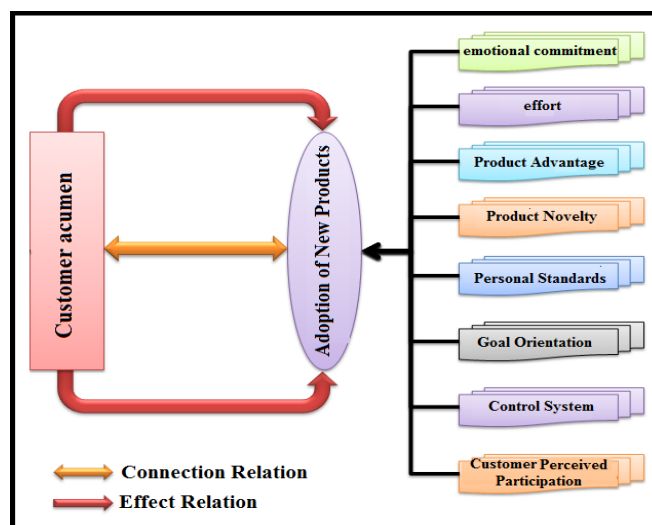 Customer acumen
Adoption of New Products
emotional commitment
effort
Product Advantage
Product Novelty
Personal Standards
Goal Orientation
Control System
Customer Perceived
Participation
Connection Relation
Effect Relation